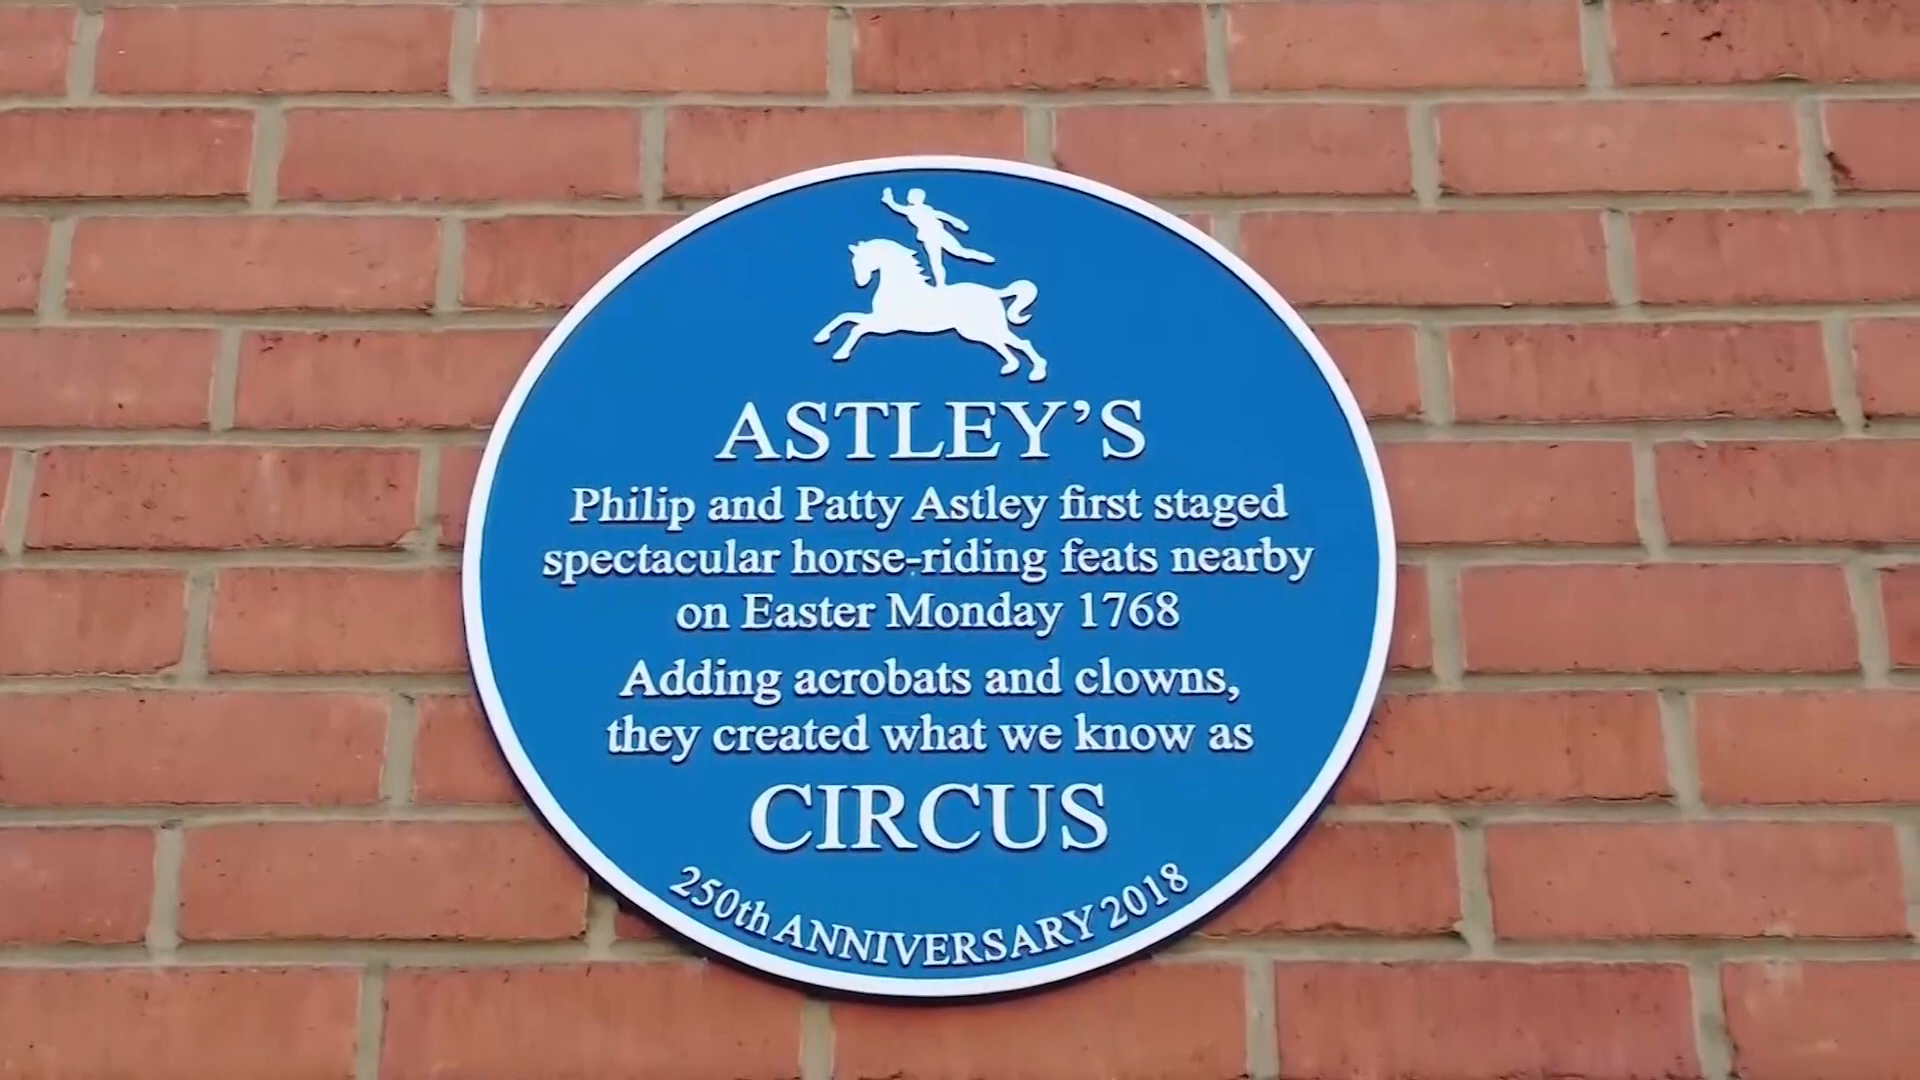 ASTLEY’S
Philip and Patty Astley first staged
spectacular horse-riding feats nearby
on Easter Monday 1768
Adding acrobats and clowns,
they created what we know as
CIRCUS
250th ANNIVERSARY 2018